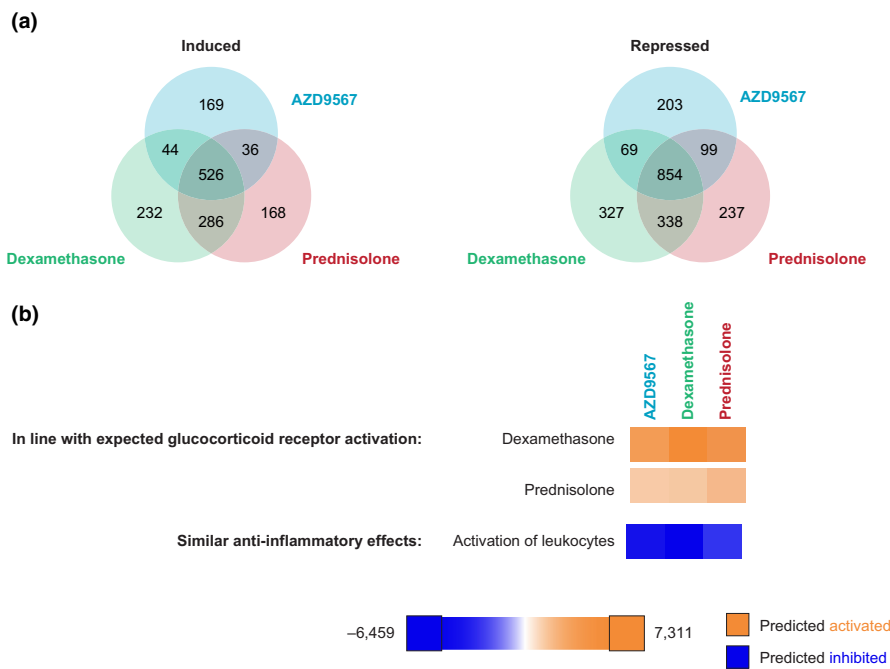 (a)
Induced
Repressed
169
AZD9567
44
36
526
232
286
168
Dexamethasone
Prednisolone
203
AZD9567
69
99
854
327
338
237
Dexamethasone
Prednisolone
(b)
AZD9567
Dexamethasone
Prednisolone
In line with expected glucocorticoid receptor activation:
Dexamethasone
Prednisolone
Similar anti-inflammatory effects:
Activation of leukocytes
–6,459
7,311
Predicted activated
Predicted inhibited